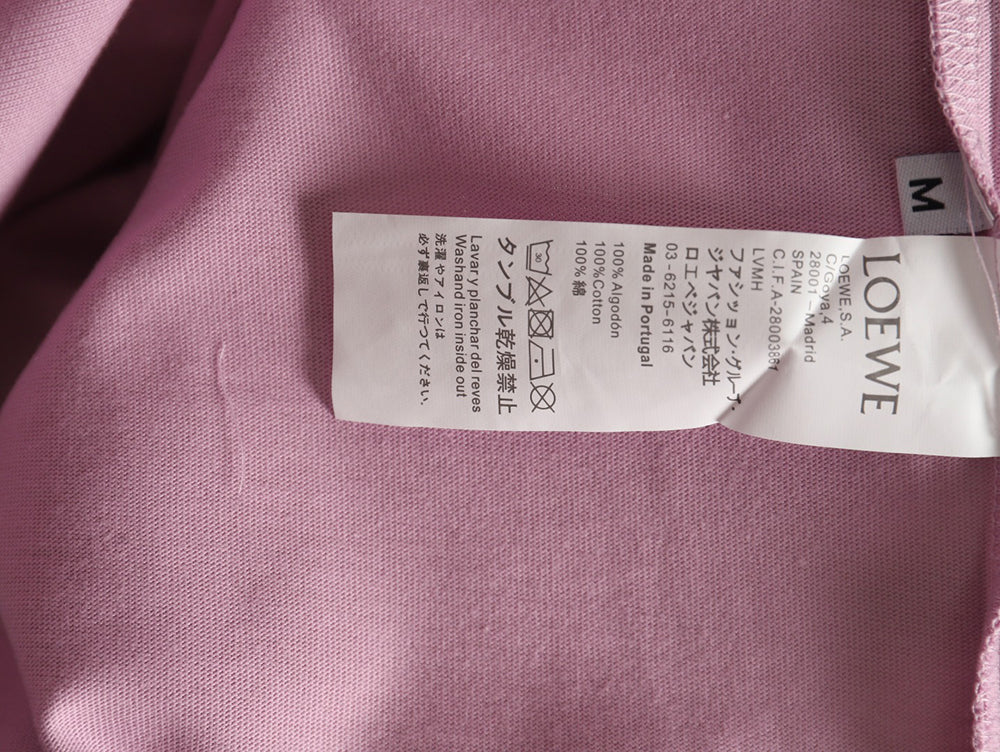 M
LOEWE
LOEWE,S.A.
C/Goya,4
28001 – Madrid
SPAIN
C.I.F.A-28003861
LVMH
ファシッョン・グループ・
ジャパン株式会社
ロエベジャパン
03-6215-6116
Made in Portugal
100% Algodón
100%Cotton
100%綿
30
タンブル乾燥禁止
Lavar y planchar del reves
Washand iron inside out
洗濯やアイロンは
必ず裏返して行つてください.